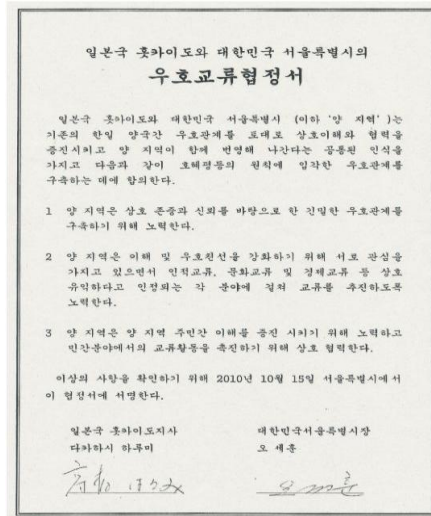 일본국 홋카이도와 대한민국 서울특별시의
우호교류협정서
일본국 홋카이도와 대한민국 서울특별시 (이하 '양 지역' )는
기존의 한일 양국간 우호관계를 토대로 상호이해와 협력을
증진시키고 양 지역이 함께 번영해 나간다는 공통된 인식을
가지고 다음과 같이 호혜평등의 원칙에 입각한 우호관계를
구축하는 데에 합의한다.
1 양 지역은 상호 존중과 신뢰를 바탕으로 한 긴밀한 우호관계를
구축하기 위해 노력한다.
2 양 지역은 이해 및 우호친선을 강화하기 위해 서로 관심을
가지고 있으면서 인적교류, 문화교류 및 경제교류 등 상호
유익하다고 인정되는 각 분야에 걸쳐 교류를 추진하도록
노력한다.
3 양 지역은 양 지역 주민간 이해를 증진 시키기 위해 노력하고
민간분야에서의 교류활동을 촉진하기 위해 상호 협력한다.
이상의 사항을 확인하기 위해 2010년 10월 15일 서울특별시에서
이 협정서에 서명한다.
일본국 홋카이도지사
대한민국서울특별시장
다카하시 하루미
오 세훈